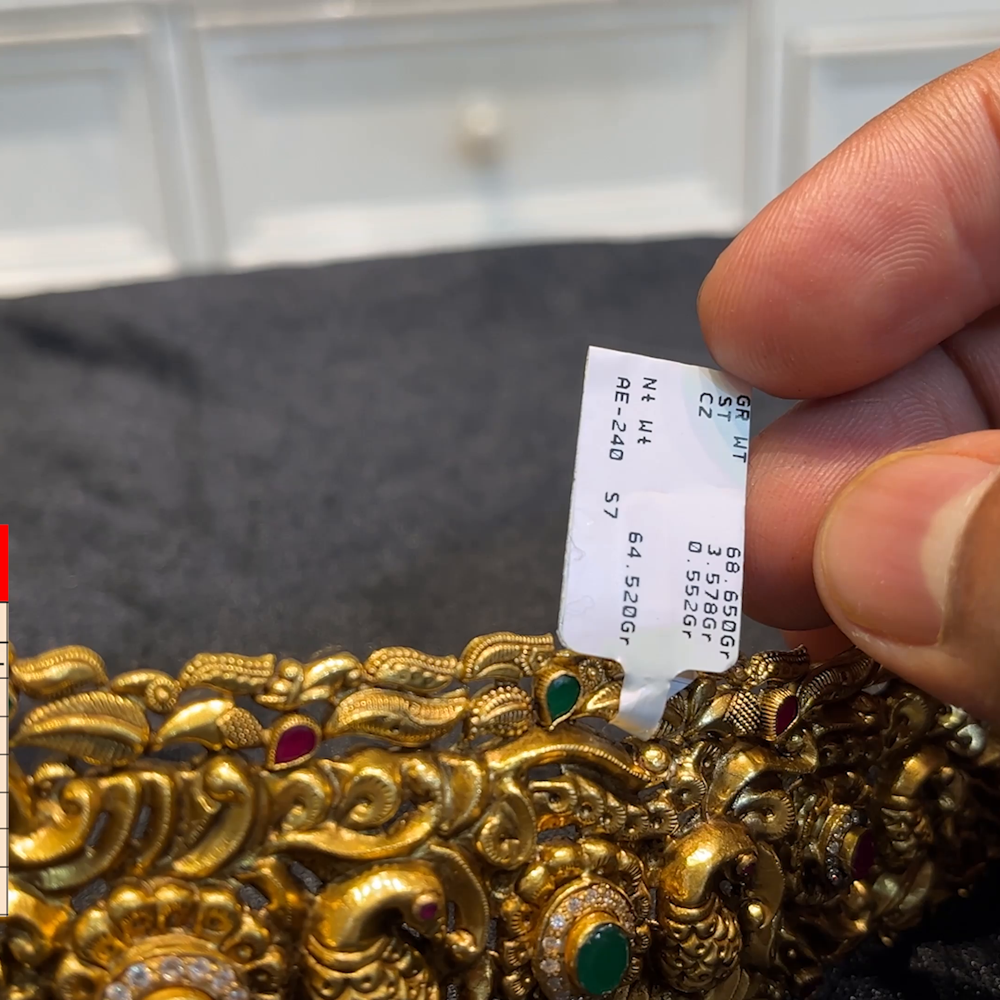 GR WT 68.650Gr
ST 3.578Gr
CZ 0.552Gr
Nt Wt 64.520Gr
AE-240 S7